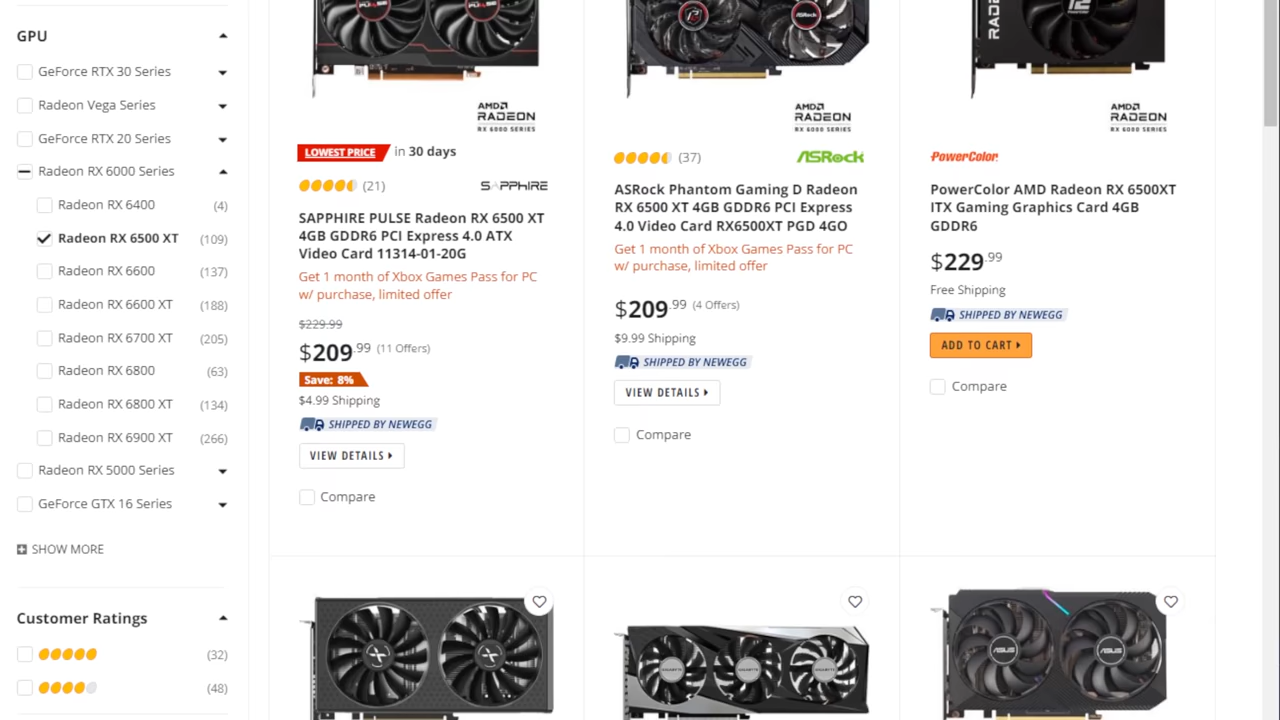 GPU
GeForce RTX 30 Series
Radeon Vega Series
GeForce RTX 20 Series
Radeon RX 6000 Series
Radeon RX 6400 (4)
Radeon RX 6500 XT (109)
Radeon RX 6600 (137)
Radeon RX 6600 XT (188)
Radeon RX 6700 XT (205)
Radeon RX 6800 (63)
Radeon RX 6800 XT (134)
Radeon RX 6900 XT (266)
Radeon RX 5000 Series
GeForce GTX 16 Series
SHOW MORE
Customer Ratings
(32)
(48)
AMD
RADEON
RX 6000 SERIES
LOWEST PRICE in 30 days
(21) SAPPHIRE
SAPPHIRE PULSE Radeon RX 6500 XT
4GB GDDR6 PCI Express 4.0 ATX
Video Card 11314-01-20G
Get 1 month of Xbox Games Pass for PC
w/ purchase, limited offer
$229.99
$209.99 (11 Offers)
Save: 8%
$4.99 Shipping
SHIPPED BY NEWEGG
VIEW DETAILS
Compare
ASRock
AMD
RADEON
RX 6000 SERIES
(37) ASRock
ASRock Phantom Gaming D Radeon
RX 6500 XT 4GB GDDR6 PCI Express
4.0 Video Card RX6500XT PGD 4GO
Get 1 month of Xbox Games Pass for PC
w/ purchase, limited offer
$209.99 (4 Offers)
$9.99 Shipping
SHIPPED BY NEWEGG
VIEW DETAILS
Compare
AMD
RADEON
RX 6000 SERIES
PowerColor
PowerColor AMD Radeon RX 6500XT
ITX Gaming Graphics Card 4GB
GDDR6
$229.99
Free Shipping
SHIPPED BY NEWEGG
ADD TO CART
Compare
GIGABYTE
GIGABYTE
GIGABYTE
ASUS
ASUS